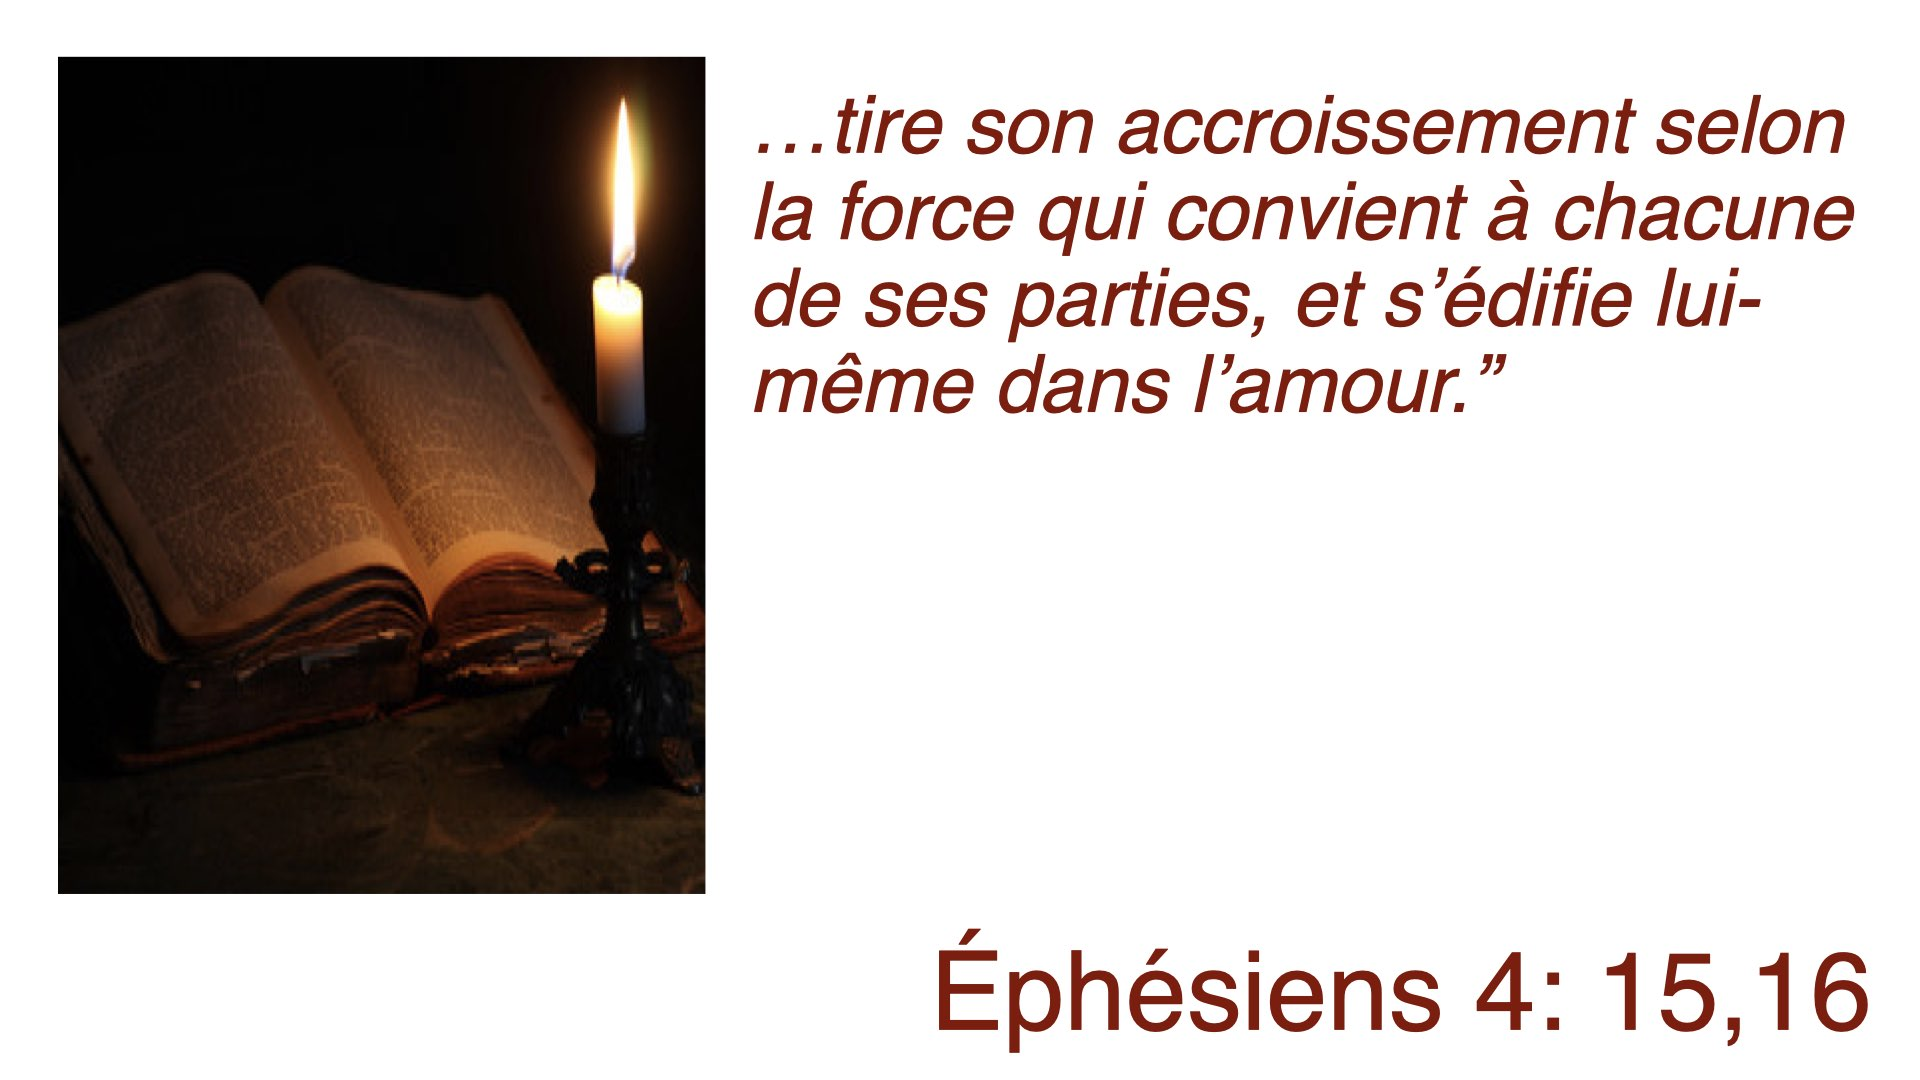 …tire son accroissement selon
la force qui convient à chacune
de ses parties, et s’édifie lui-
même dans l’amour.”
Éphésiens 4: 15,16